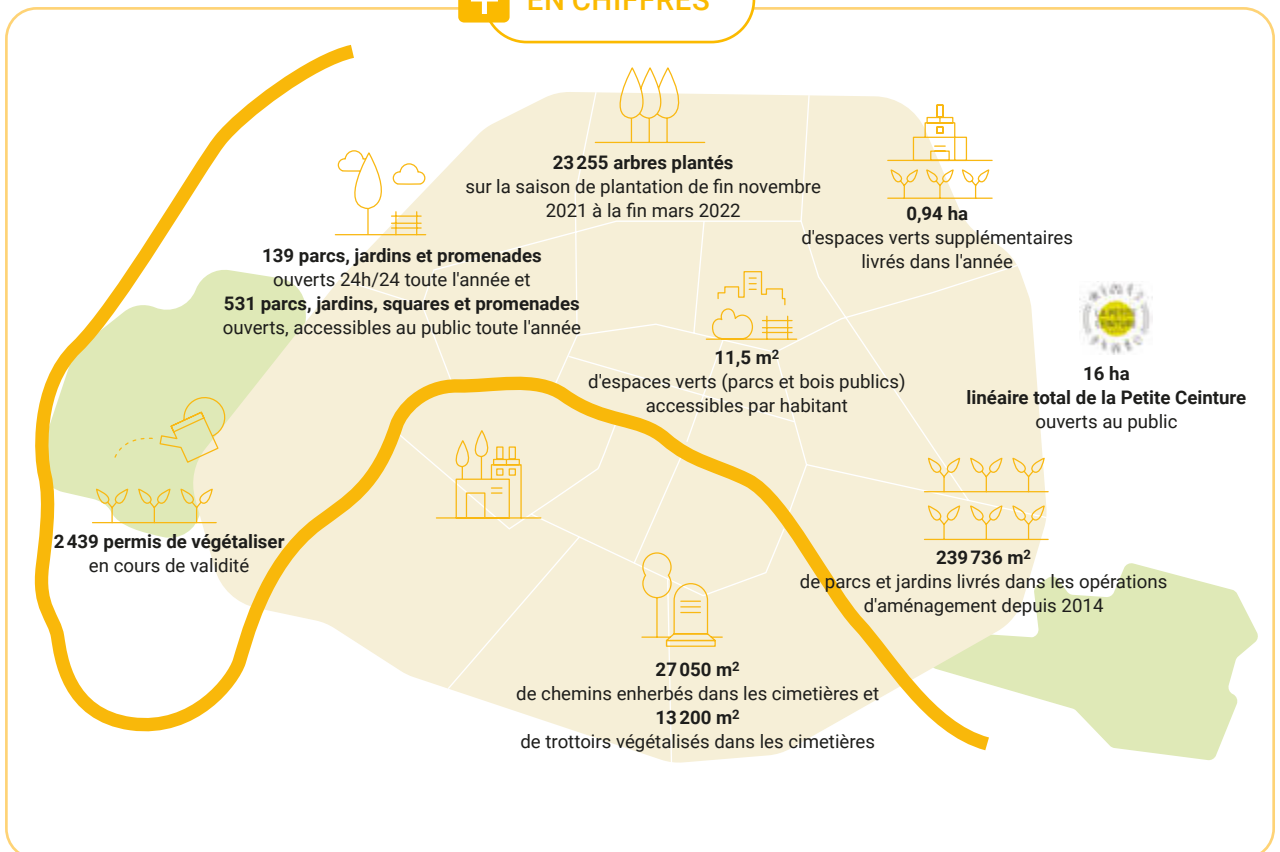 EN CHIFFRES
23 255 arbres plantés
sur la saison de plantation de fin novembre
2021 à la fin mars 2022
0,94 ha
d'espaces verts supplémentaires
livrés dans l'année
139 parcs, jardins et promenades
ouverts 24h/24 toute l'année et
531 parcs, jardins, squares et promenades
ouverts, accessibles au public toute l'année
11,5 m²
d'espaces verts (parcs et bois publics)
accessibles par habitant
LA PETITE
CEINTURE
16 ha
linéaire total de la Petite Ceinture
ouverts au public
2 439 permis de végétaliser
en cours de validité
239 736 m²
de parcs et jardins livrés dans les opérations
d'aménagement depuis 2014
27 050 m²
de chemins enherbés dans les cimetières et
13 200 m²
de trottoirs végétalisés dans les cimetières